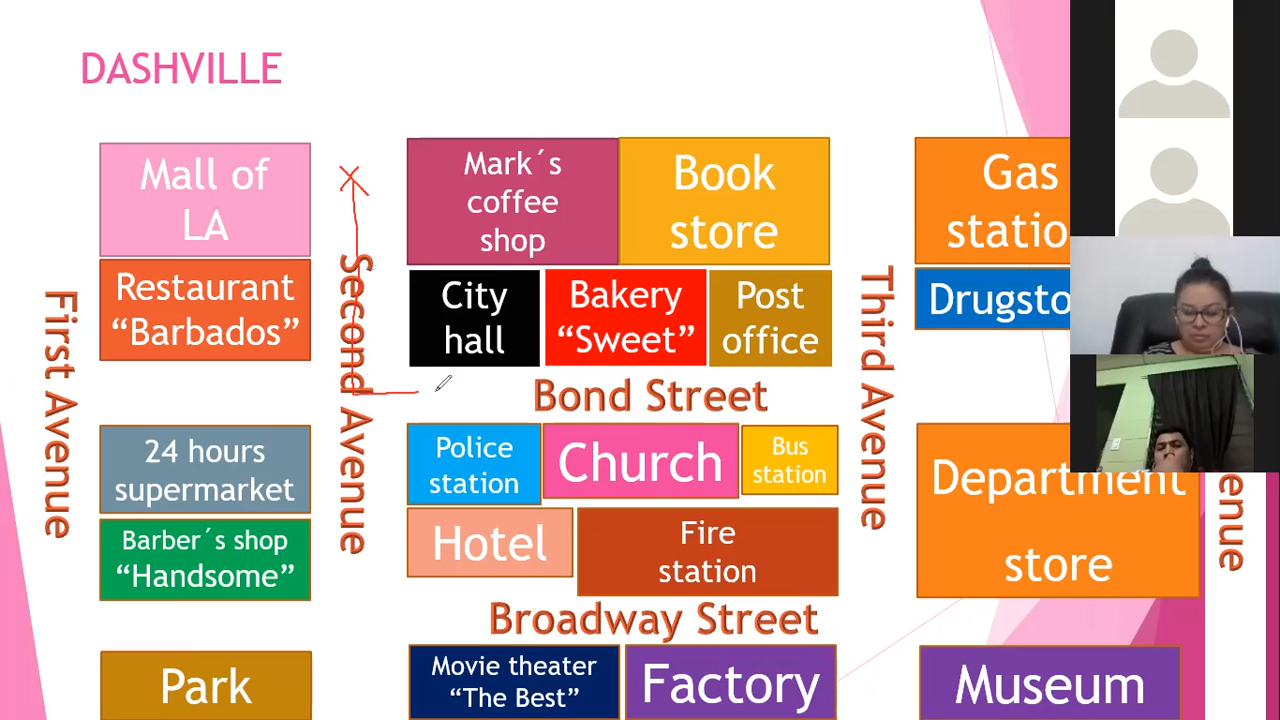 DASHVILLE
Mall of
LA
Mark´s
coffee
shop
Book
store
Gas
statio
Restaurant
“Barbados”
City
hall
Bakery
“Sweet”
Post
office
Drugsto
First Avenue
Second Avenue
Third Avenue
Bond Street
24 hours
supermarket
Police
station
Church
Bus
station
Department
store
enue
Barber´s shop
“Handsome”
Hotel
Fire
station
Broadway Street
Park
Movie theater
“The Best”
Factory
Museum